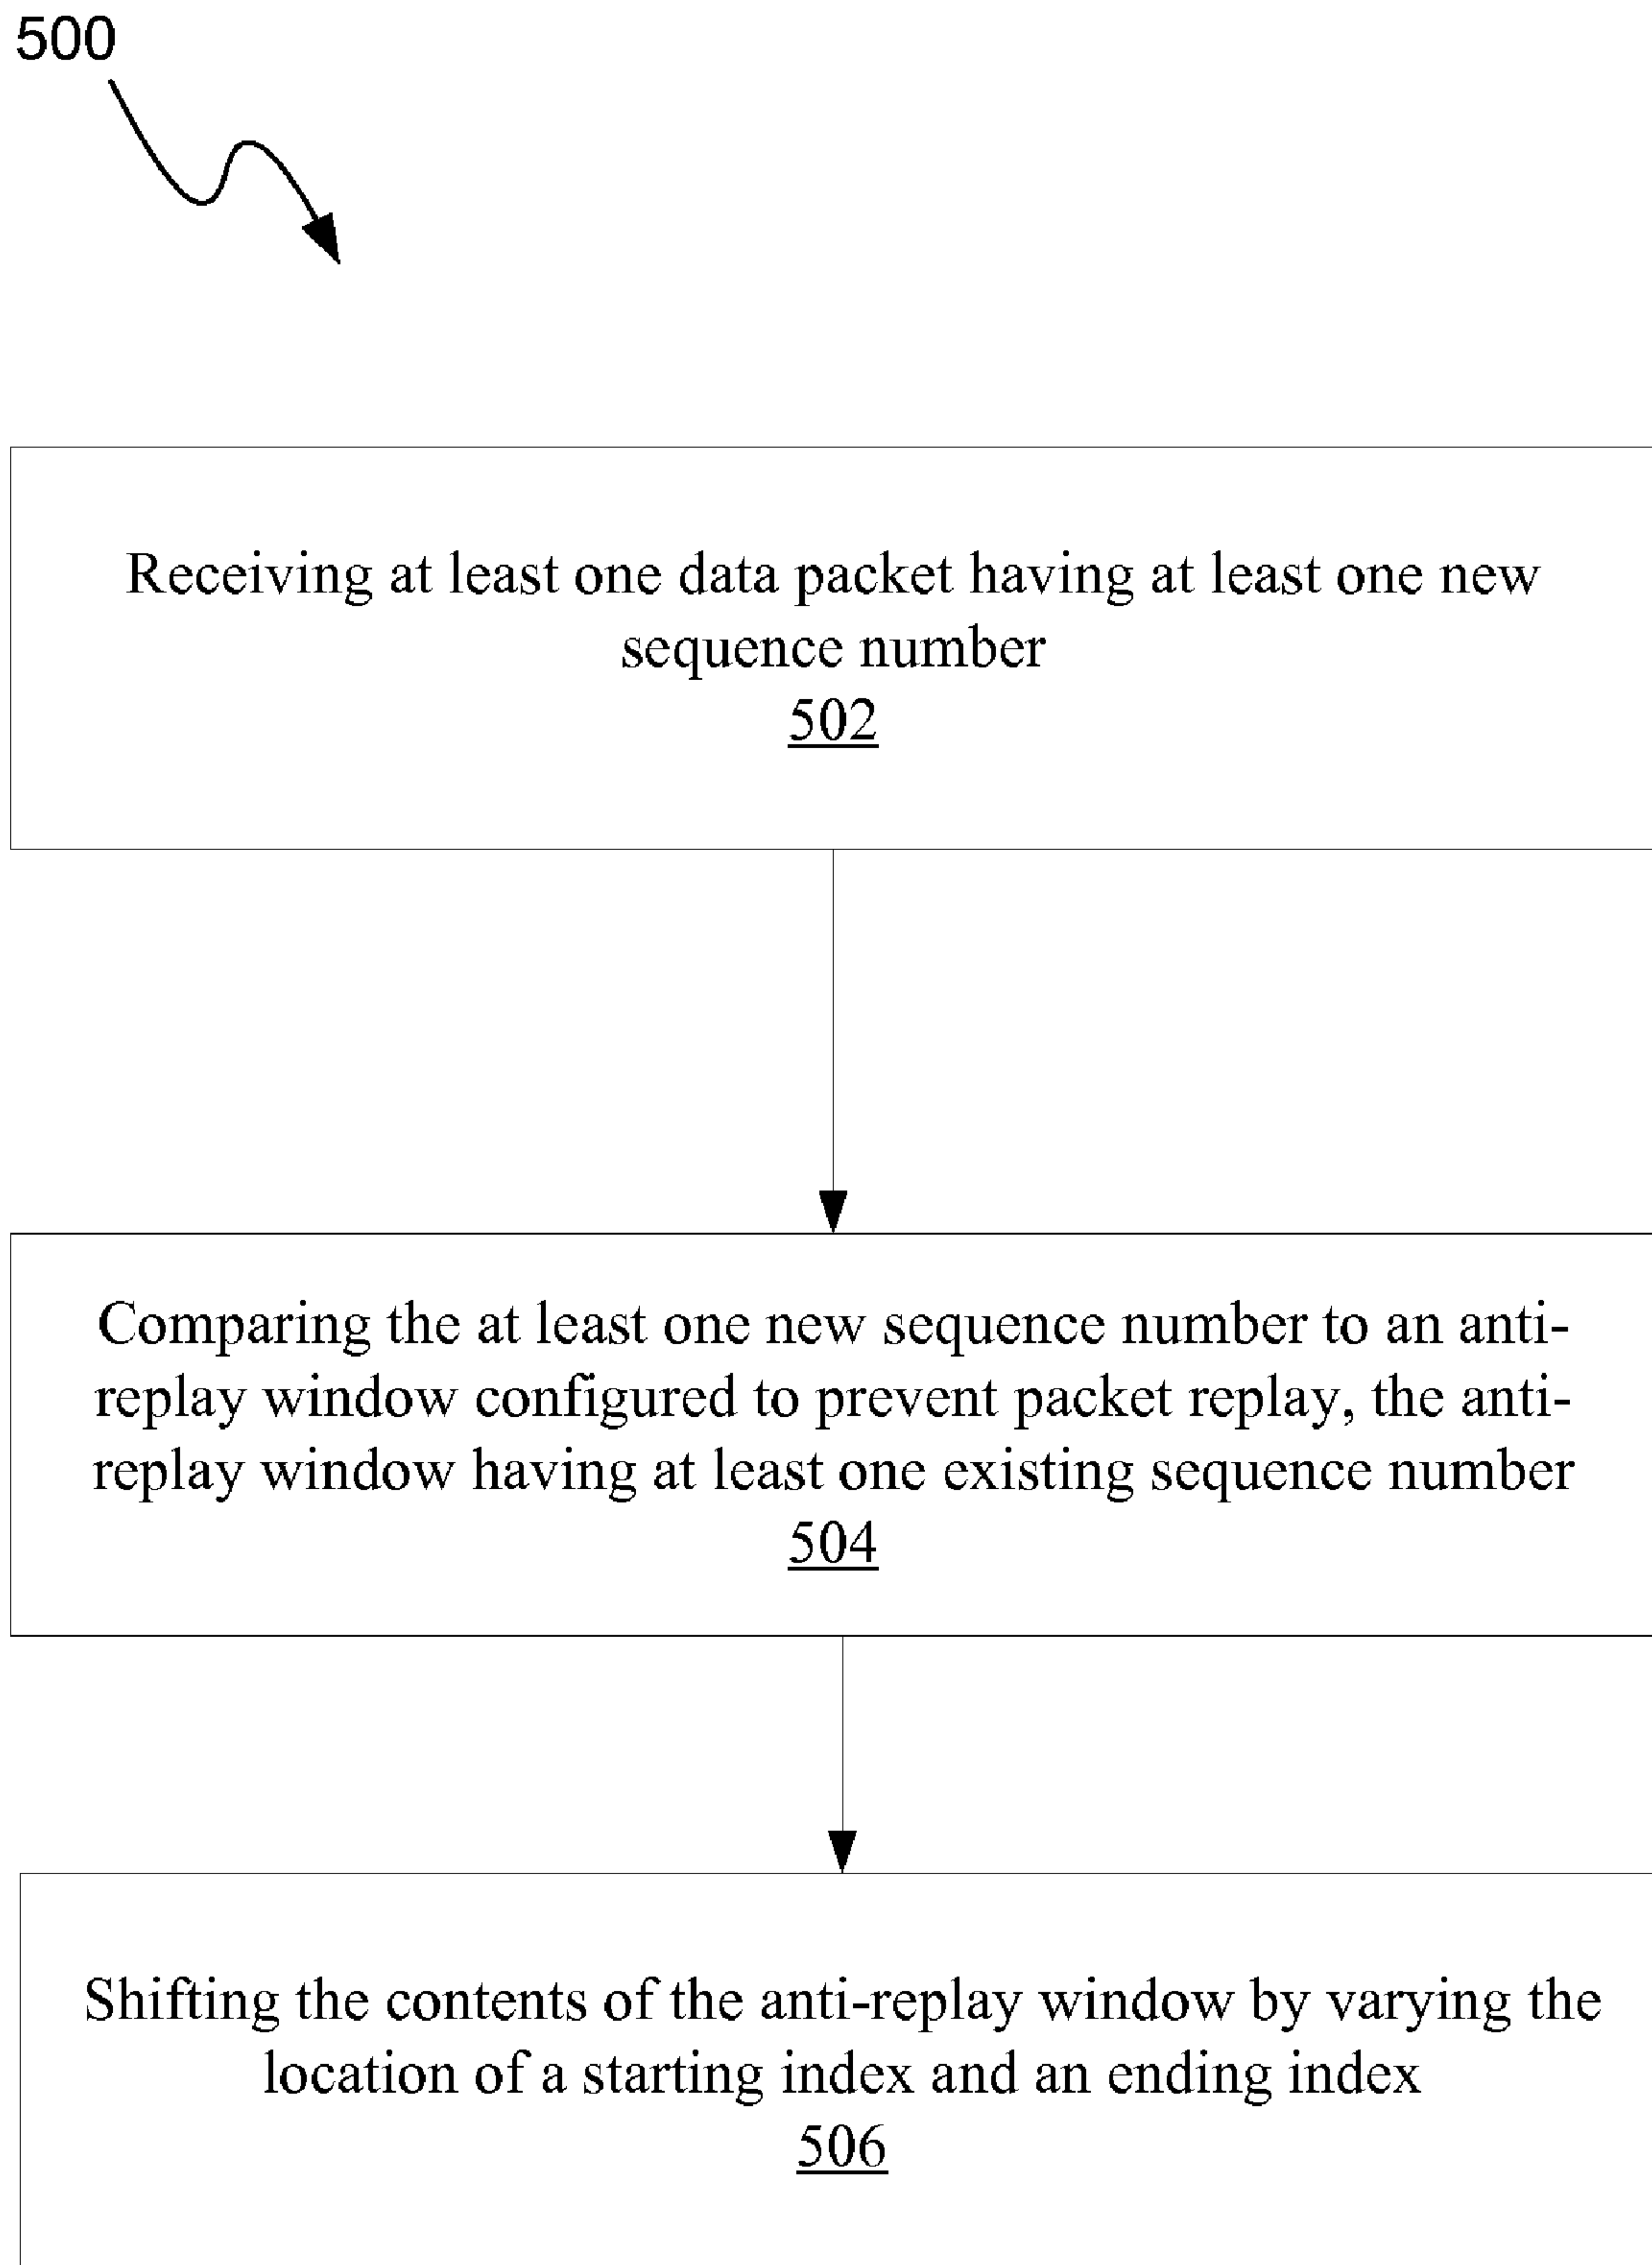 500
Receiving at least one data packet having at least one new
sequence number
502
Comparing the at least one new sequence number to an anti-
replay window configured to prevent packet replay, the anti-
replay window having at least one existing sequence number
504
Shifting the contents of the anti-replay window by varying the
location of a starting index and an ending index
506